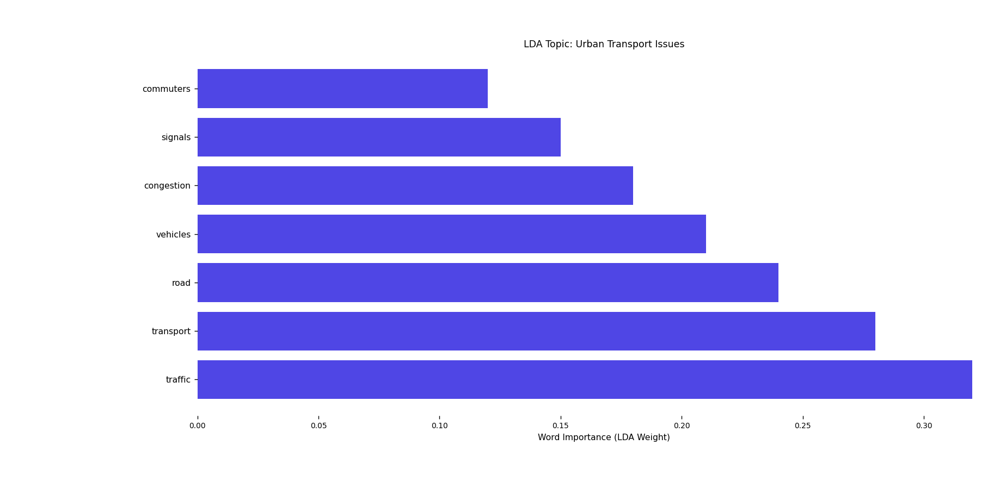 LDA Topic: Urban Transport Issues
commuters
signals
congestion
vehicles
road
transport
traffic
0.00 0.05 0.10 0.15 0.20 0.25 0.30
Word Importance (LDA Weight)